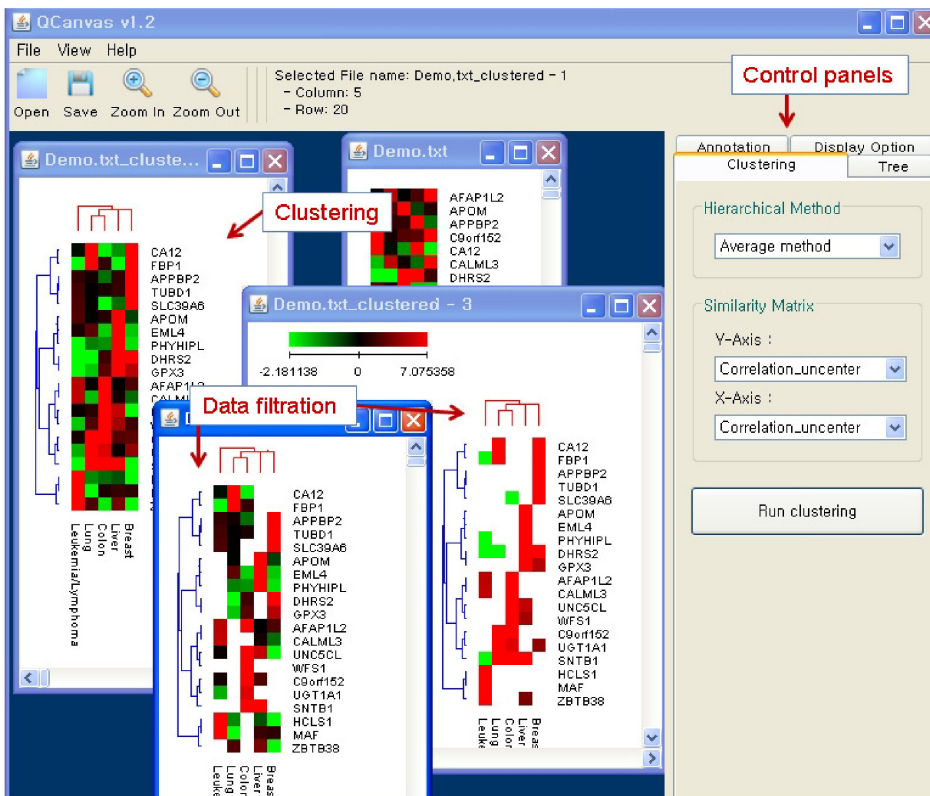 QCanvas v1.2
File View Help
Open Save Zoom In Zoom Out
Selected File name: Demo,txt_clustered - 1
- Column: 5
- Row: 20
Control panels
Demo.txt_cluste...
Clustering
CA12
FBP1
APPBP2
TUBD1
SLC39A6
APOM
EML4
PHYHIPL
DHRS2
GPX3
Leukemia/Lymphoma
Lung
Colon
Liver
Breast
Demo.txt
AFAP1L2
APOM
APPBP2
C9orf152
CA12
CALML3
DHRS2
Demo.txt_clustered - 3
-2.181138 0 7.075358
Data filtration
CA12
FBP1
APPBP2
TUBD1
SLC39A6
APOM
EML4
PHYHIPL
DHRS2
GPX3
AFAP1L2
CALML3
UNC5CL
WFS1
C9orf152
UGT1A1
SNTB1
HCLS1
MAF
ZBTB38
Lung
Colon
Liver
CA12
FBP1
APPBP2
TUBD1
SLC39A6
APOM
EML4
PHYHIPL
DHRS2
GPX3
AFAP1L2
CALML3
UNC5CL
WFS1
C9orf152
UGT1A1
SNTB1
HCLS1
MAF
ZBTB38
Lung
Colon
Liver
Annotation Display Option
Clustering Tree
Hierarchical Method
Average method
Similarity Matrix
Y-Axis :
Correlation_uncenter
X-Axis :
Correlation_uncenter
Run clustering